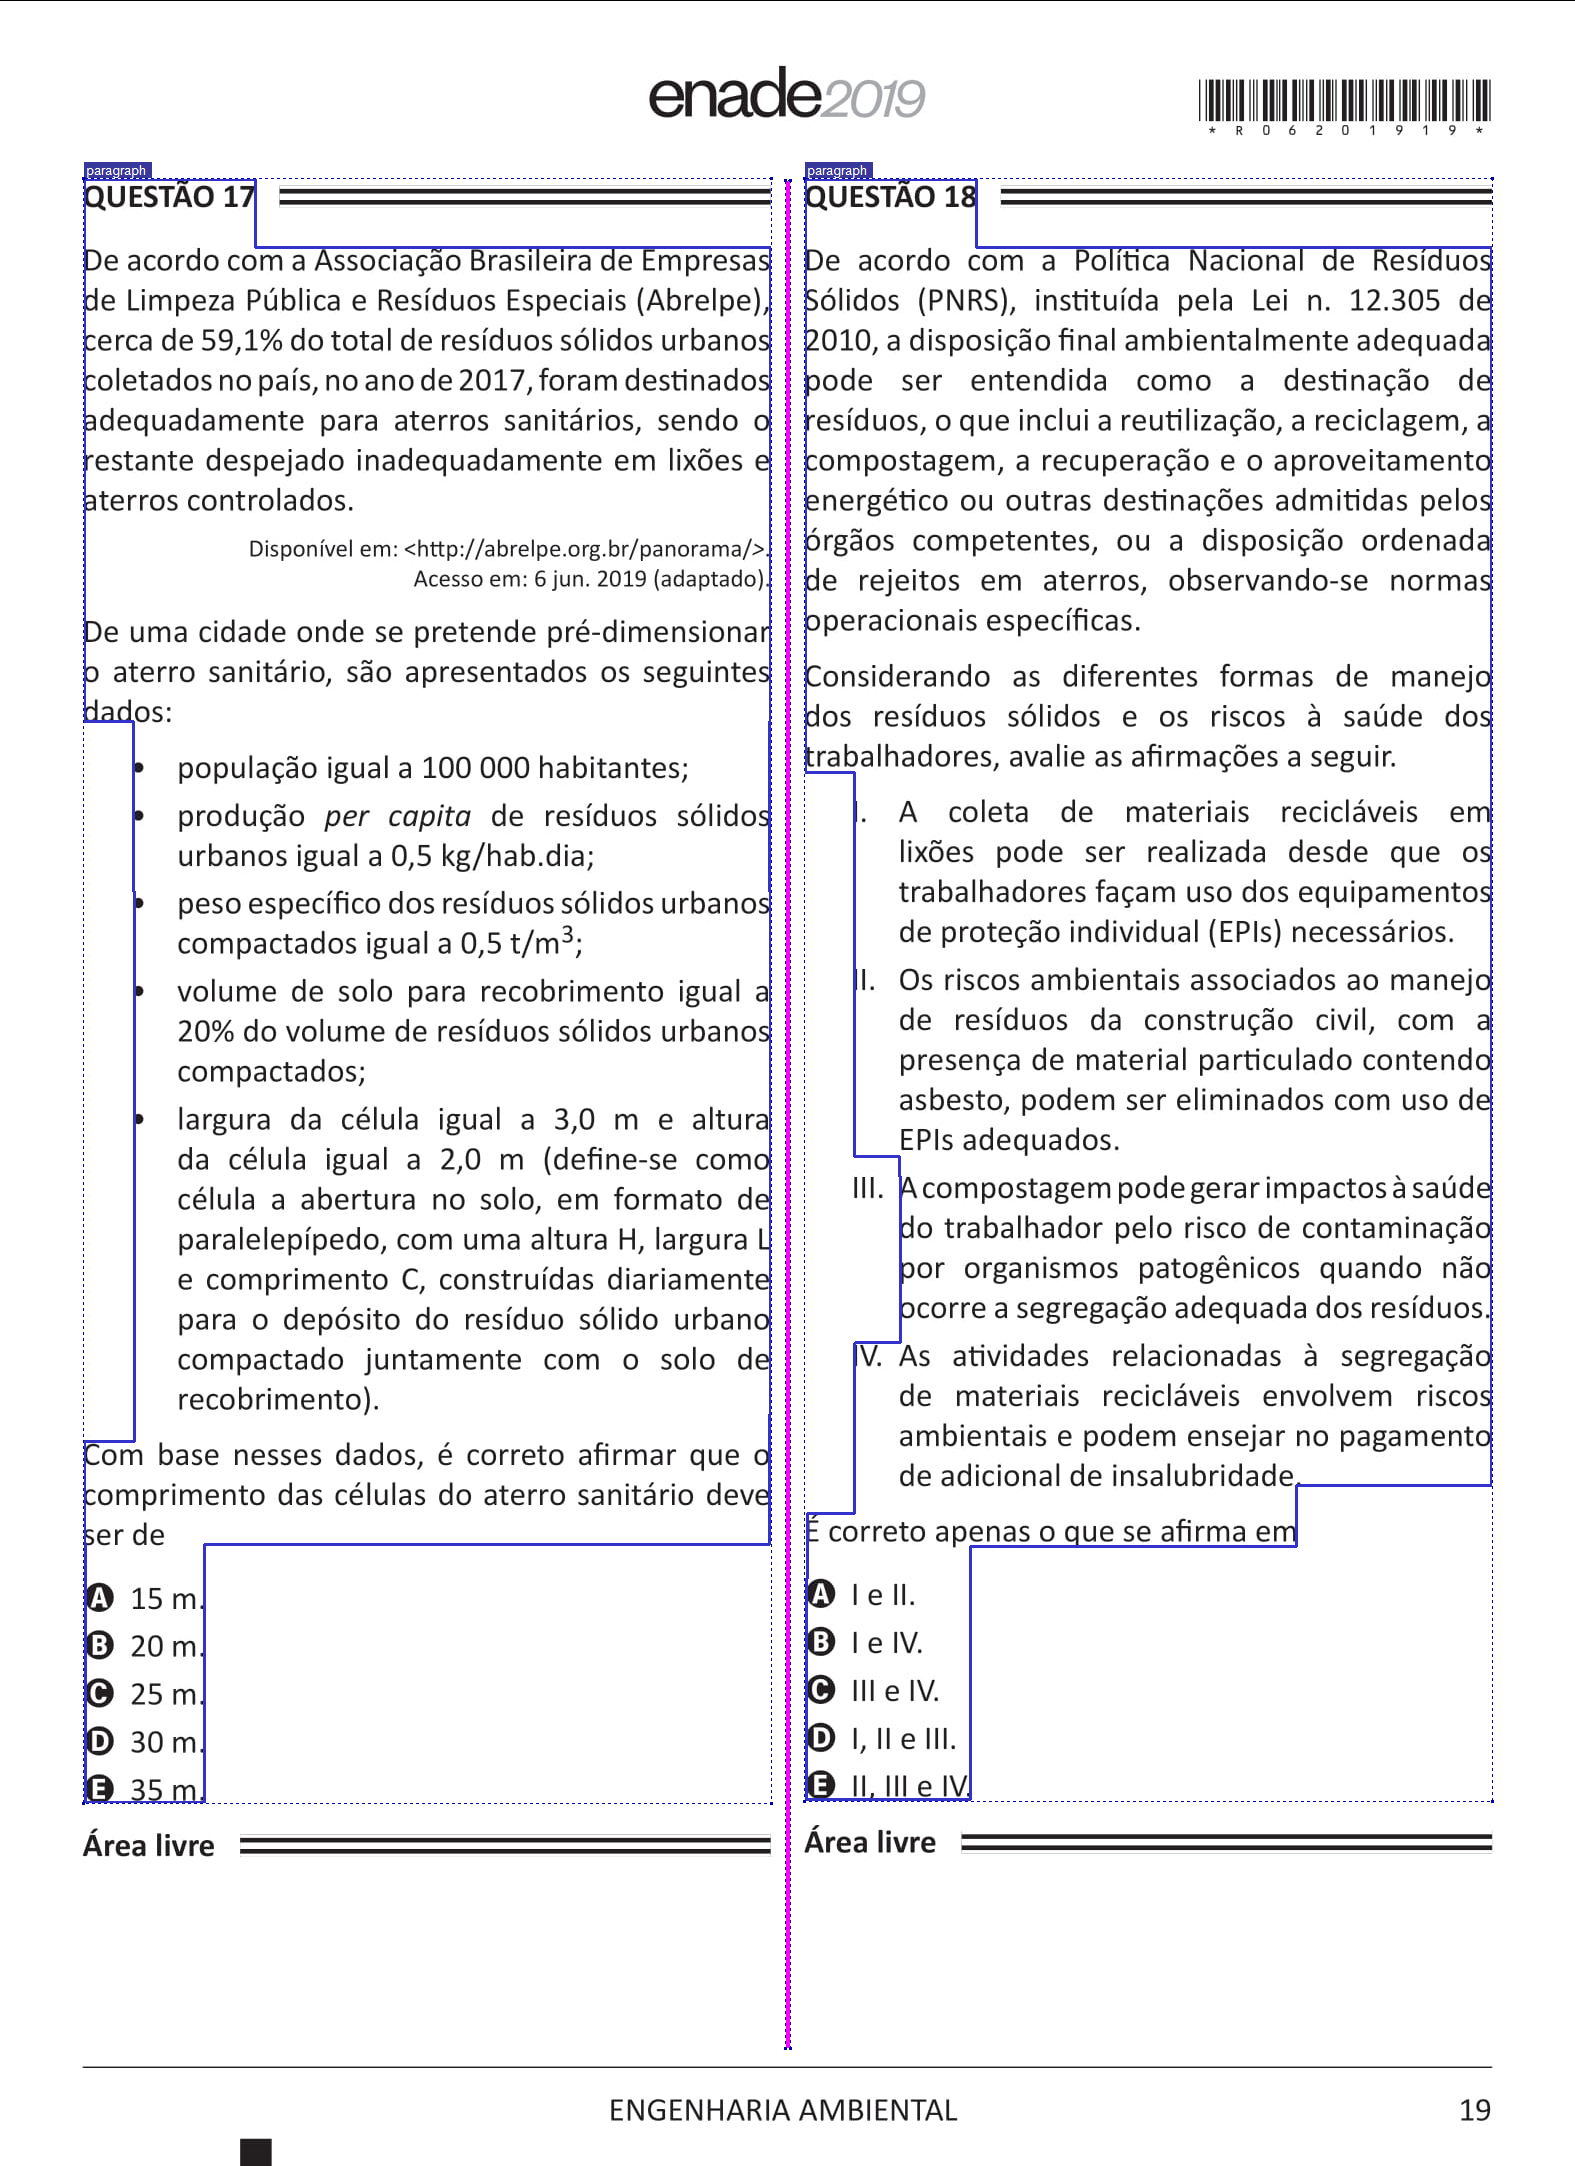 enade2019
*R06201919*
paragraph
QUESTÃO 17
De acordo com a Associação Brasileira de Empresas
de Limpeza Pública e Resíduos Especiais (Abrelpe),
cerca de 59,1% do total de resíduos sólidos urbanos
coletados no país, no ano de 2017, foram destinados
adequadamente para aterros sanitários, sendo o
restante despejado inadequadamente em lixões e
aterros controlados.
Disponível em: <http://abrelpe.org.br/panorama/>.
Acesso em: 6 jun. 2019 (adaptado).
De uma cidade onde se pretende pré-dimensionar
o aterro sanitário, são apresentados os seguintes
dados:
• população igual a 100 000 habitantes;
• produção per capita de resíduos sólidos
urbanos igual a 0,5 kg/hab.dia;
• peso específico dos resíduos sólidos urbanos
compactados igual a 0,5 t/m³;
• volume de solo para recobrimento igual a
20% do volume de resíduos sólidos urbanos
compactados;
• largura da célula igual a 3,0 m e altura
da célula igual a 2,0 m (define-se como
célula a abertura no solo, em formato de
paralelepípedo, com uma altura H, largura L
e comprimento C, construídas diariamente
para o depósito do resíduo sólido urbano
compactado juntamente com o solo de
recobrimento).
Com base nesses dados, é correto afirmar que o
comprimento das células do aterro sanitário deve
ser de
A 15 m.
B 20 m.
C 25 m.
D 30 m.
E 35 m.
Área livre
paragraph
QUESTÃO 18
De acordo com a Política Nacional de Resíduos
Sólidos (PNRS), instituída pela Lei n. 12.305 de
2010, a disposição final ambientalmente adequada
pode ser entendida como a destinação de
resíduos, o que inclui a reutilização, a reciclagem, a
compostagem, a recuperação e o aproveitamento
energético ou outras destinações admitidas pelos
órgãos competentes, ou a disposição ordenada
de rejeitos em aterros, observando-se normas
operacionais específicas.
Considerando as diferentes formas de manejo
dos resíduos sólidos e os riscos à saúde dos
trabalhadores, avalie as afirmações a seguir.
I. A coleta de materiais recicláveis em
lixões pode ser realizada desde que os
trabalhadores façam uso dos equipamentos
de proteção individual (EPIs) necessários.
II. Os riscos ambientais associados ao manejo
de resíduos da construção civil, com a
presença de material particulado contendo
asbesto, podem ser eliminados com uso de
EPIs adequados.
III. A compostagem pode gerar impactos à saúde
do trabalhador pelo risco de contaminação
por organismos patogênicos quando não
ocorre a segregação adequada dos resíduos.
IV. As atividades relacionadas à segregação
de materiais recicláveis envolvem riscos
ambientais e podem ensejar no pagamento
de adicional de insalubridade.
É correto apenas o que se afirma em
A I e II.
B I e IV.
C III e IV.
D I, II e III.
E II, III e IV.
Área livre
ENGENHARIA AMBIENTAL
19